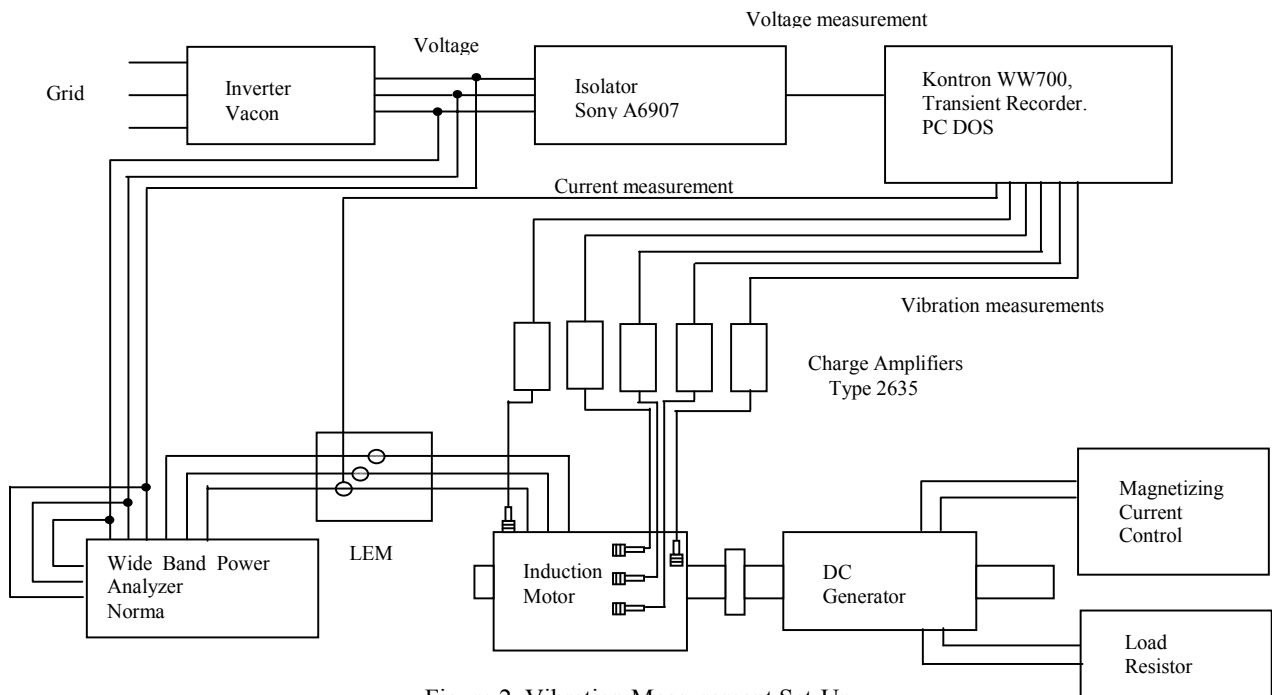 Voltage measurement
Voltage
Grid
Inverter
Vacon
Isolator
Sony A6907
Kontron WW700,
Transient Recorder.
PC DOS
Current measurement
Vibration measurements
Charge Amplifiers
Type 2635
LEM
Wide Band Power
Analyzer
Norma
Induction
Motor
DC
Generator
Magnetizing
Current
Control
Load
Resistor